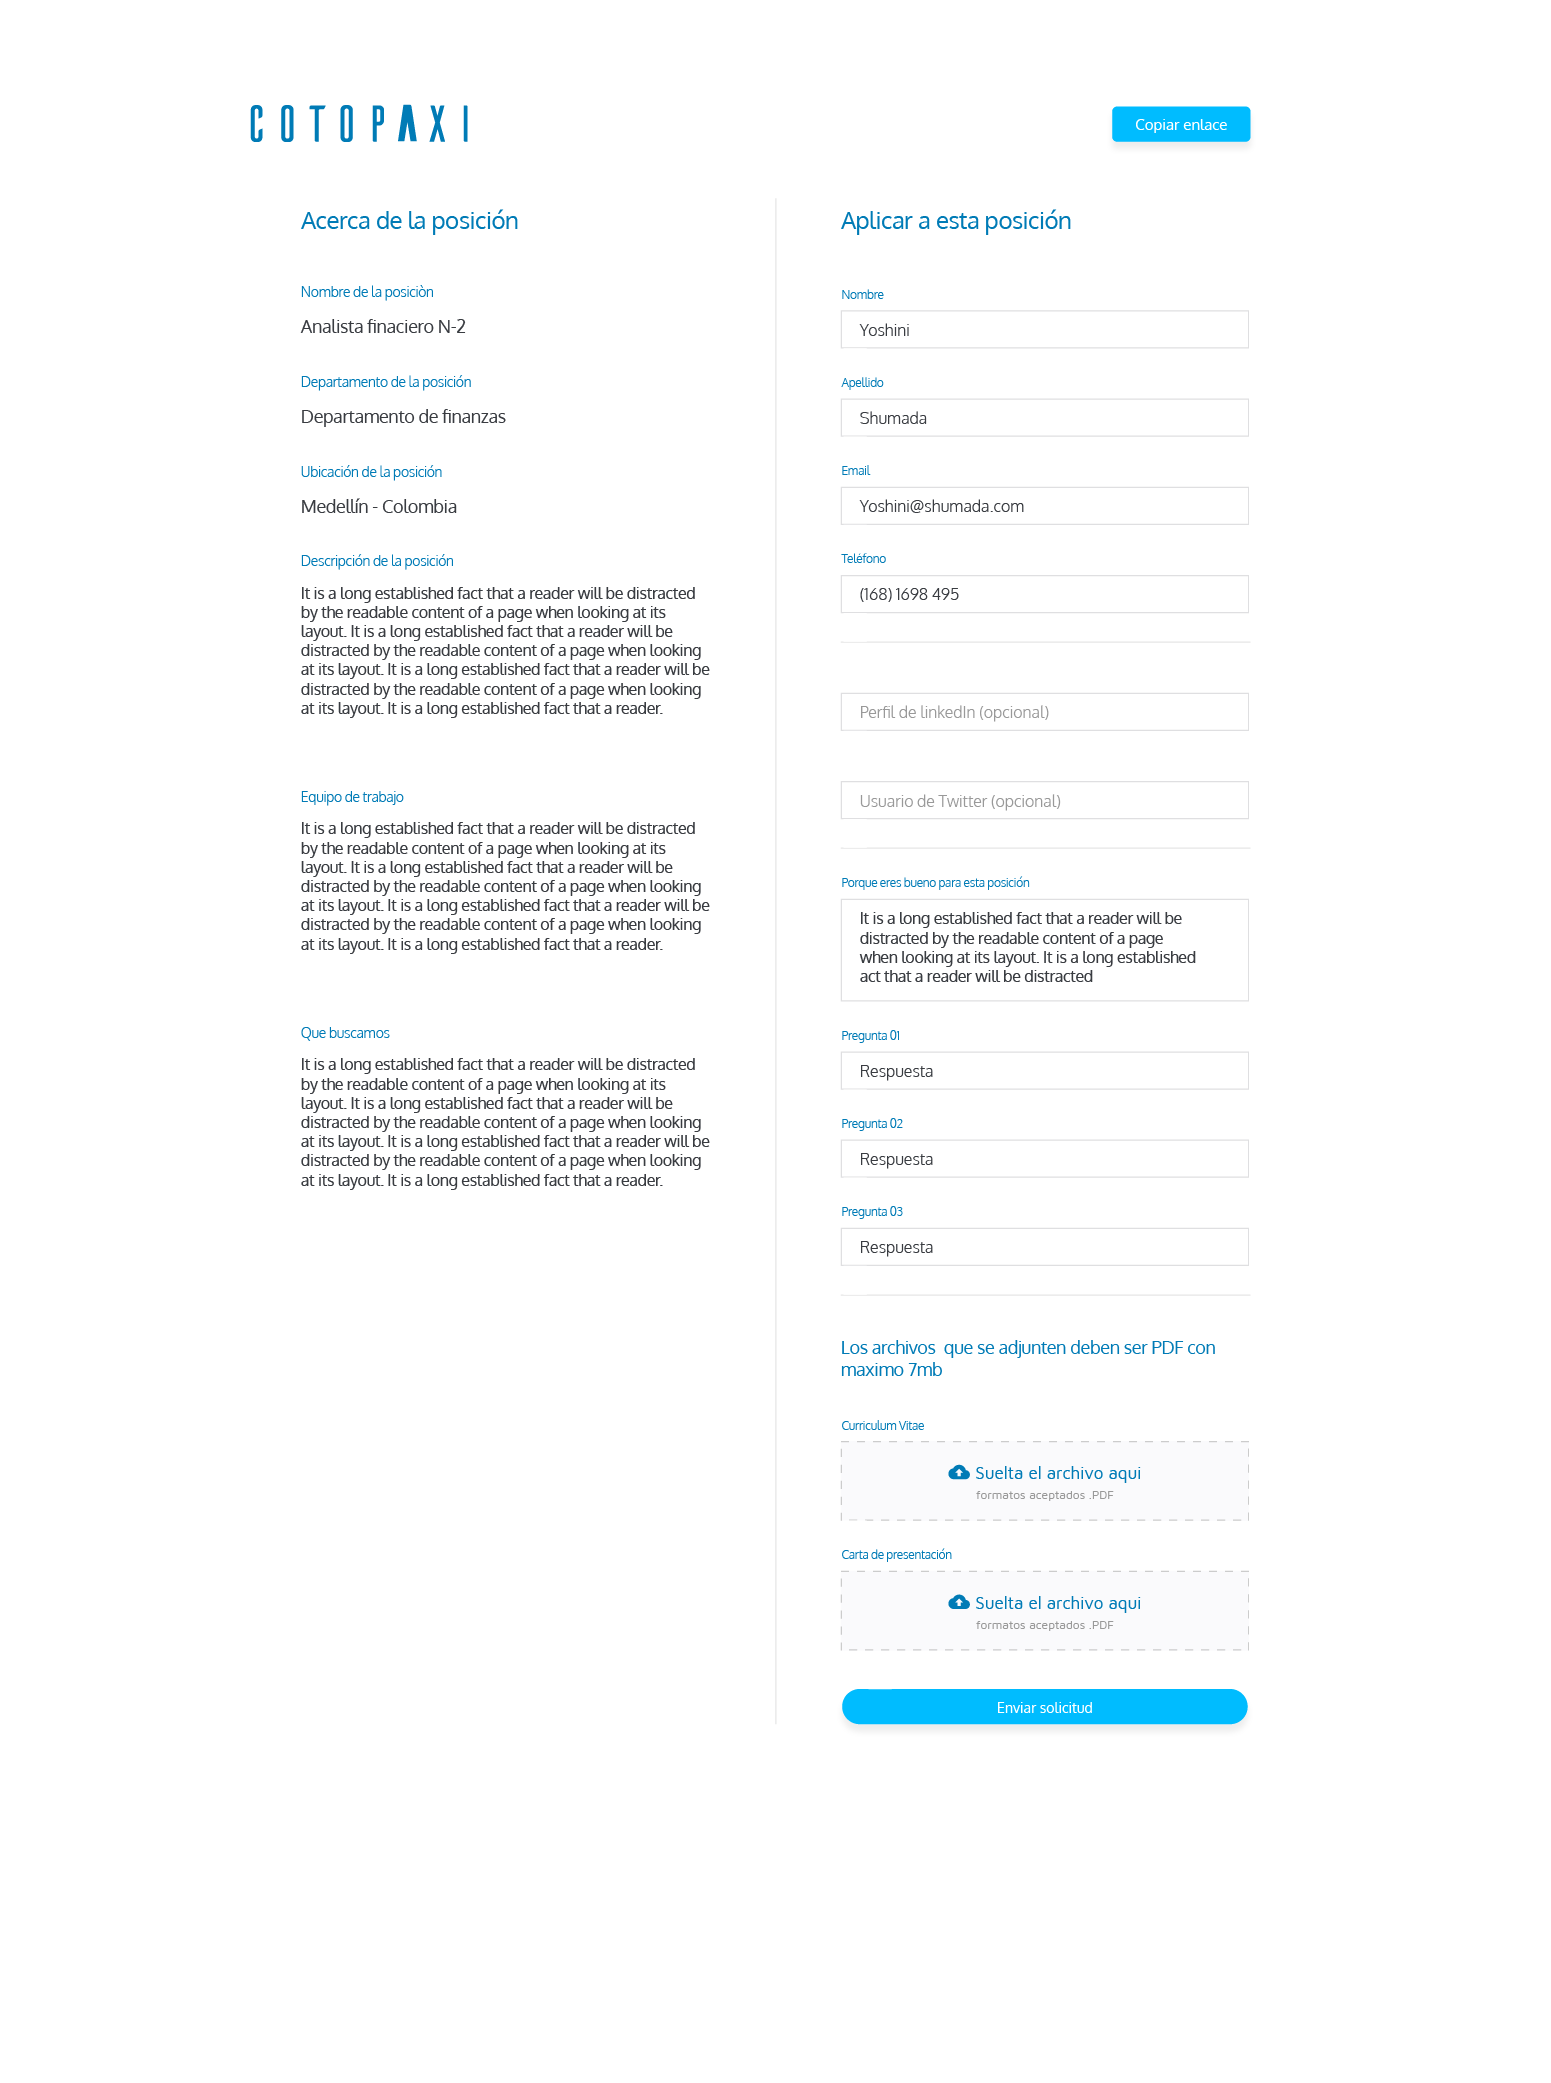 COTOPAXI
Copiar enlace
Acerca de la posición
Nombre de la posiciòn
Analista finaciero N-2
Departamento de la posición
Departamento de finanzas
Ubicación de la posición
Medellín - Colombia
Descripción de la posición
It is a long established fact that a reader will be distracted
by the readable content of a page when looking at its
layout. It is a long established fact that a reader will be
distracted by the readable content of a page when looking
at its layout. It is a long established fact that a reader will be
distracted by the readable content of a page when looking
at its layout. It is a long established fact that a reader.
Equipo de trabajo
It is a long established fact that a reader will be distracted
by the readable content of a page when looking at its
layout. It is a long established fact that a reader will be
distracted by the readable content of a page when looking
at its layout. It is a long established fact that a reader will be
distracted by the readable content of a page when looking
at its layout. It is a long established fact that a reader.
Que buscamos
It is a long established fact that a reader will be distracted
by the readable content of a page when looking at its
layout. It is a long established fact that a reader will be
distracted by the readable content of a page when looking
at its layout. It is a long established fact that a reader will be
distracted by the readable content of a page when looking
at its layout. It is a long established fact that a reader.
Aplicar a esta posición
Nombre
Yoshini
Apellido
Shumada
Email
Yoshini@shumada.com
Teléfono
(168) 1698 495
Perfil de linkedIn (opcional)
Usuario de Twitter (opcional)
Porque eres bueno para esta posición
It is a long established fact that a reader will be
distracted by the readable content of a page
when looking at its layout. It is a long established
act that a reader will be distracted
Pregunta 01
Respuesta
Pregunta 02
Respuesta
Pregunta 03
Respuesta
Los archivos  que se adjunten deben ser PDF con
maximo 7mb
Curriculum Vitae
Suelta el archivo aqui
formatos aceptados .PDF
Carta de presentación
Suelta el archivo aqui
formatos aceptados .PDF
Enviar solicitud